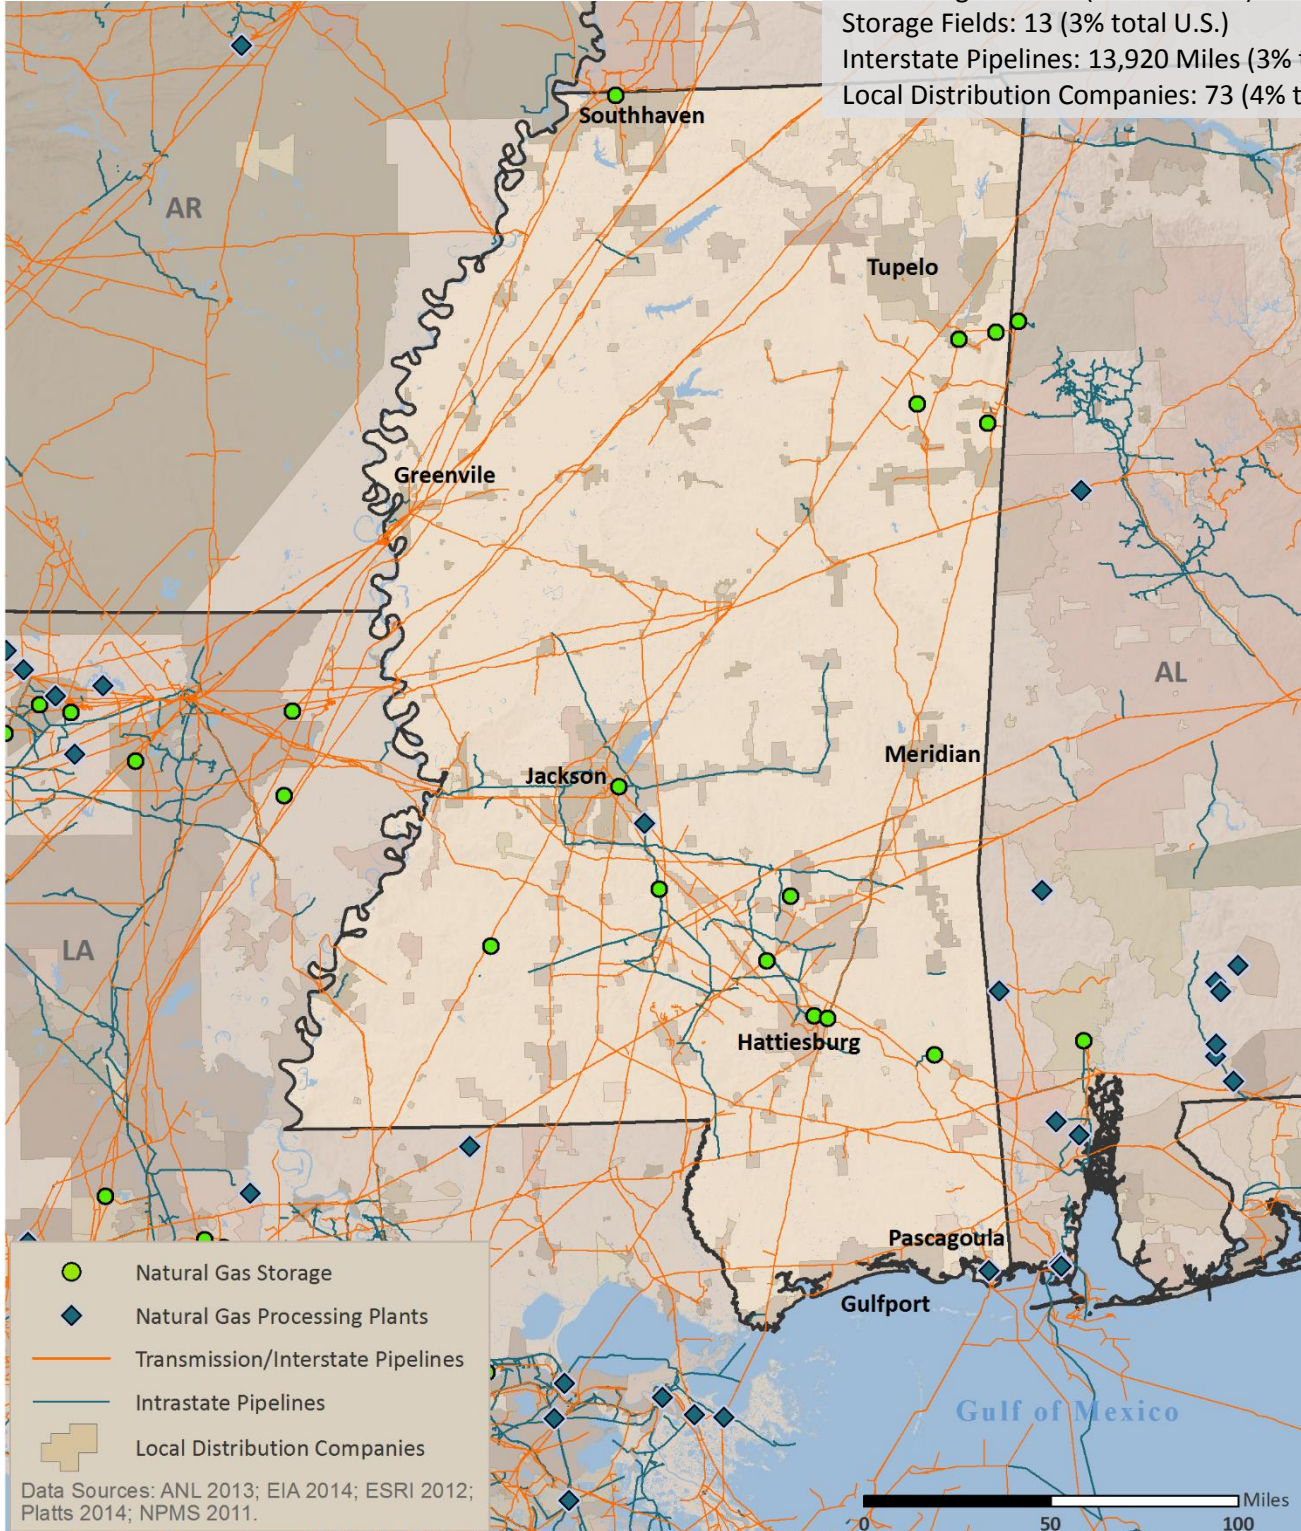 Storage Fields: 13 (3% total U.S.)
Interstate Pipelines: 13,920 Miles (3%
Local Distribution Companies: 73 (4%
Southhaven
AR
Tupelo
Greenvile
AL
Meridian
Jackson
LA
Hattiesburg
Pascagoula
Gulfport
Natural Gas Storage
Natural Gas Processing Plants
Transmission/Interstate Pipelines
Intrastate Pipelines
Local Distribution Companies
Gulf of Mexico
Data Sources: ANL 2013; EIA 2014; ESRI 2012;
Platts 2014; NPMS 2011.
Miles
0 50 100